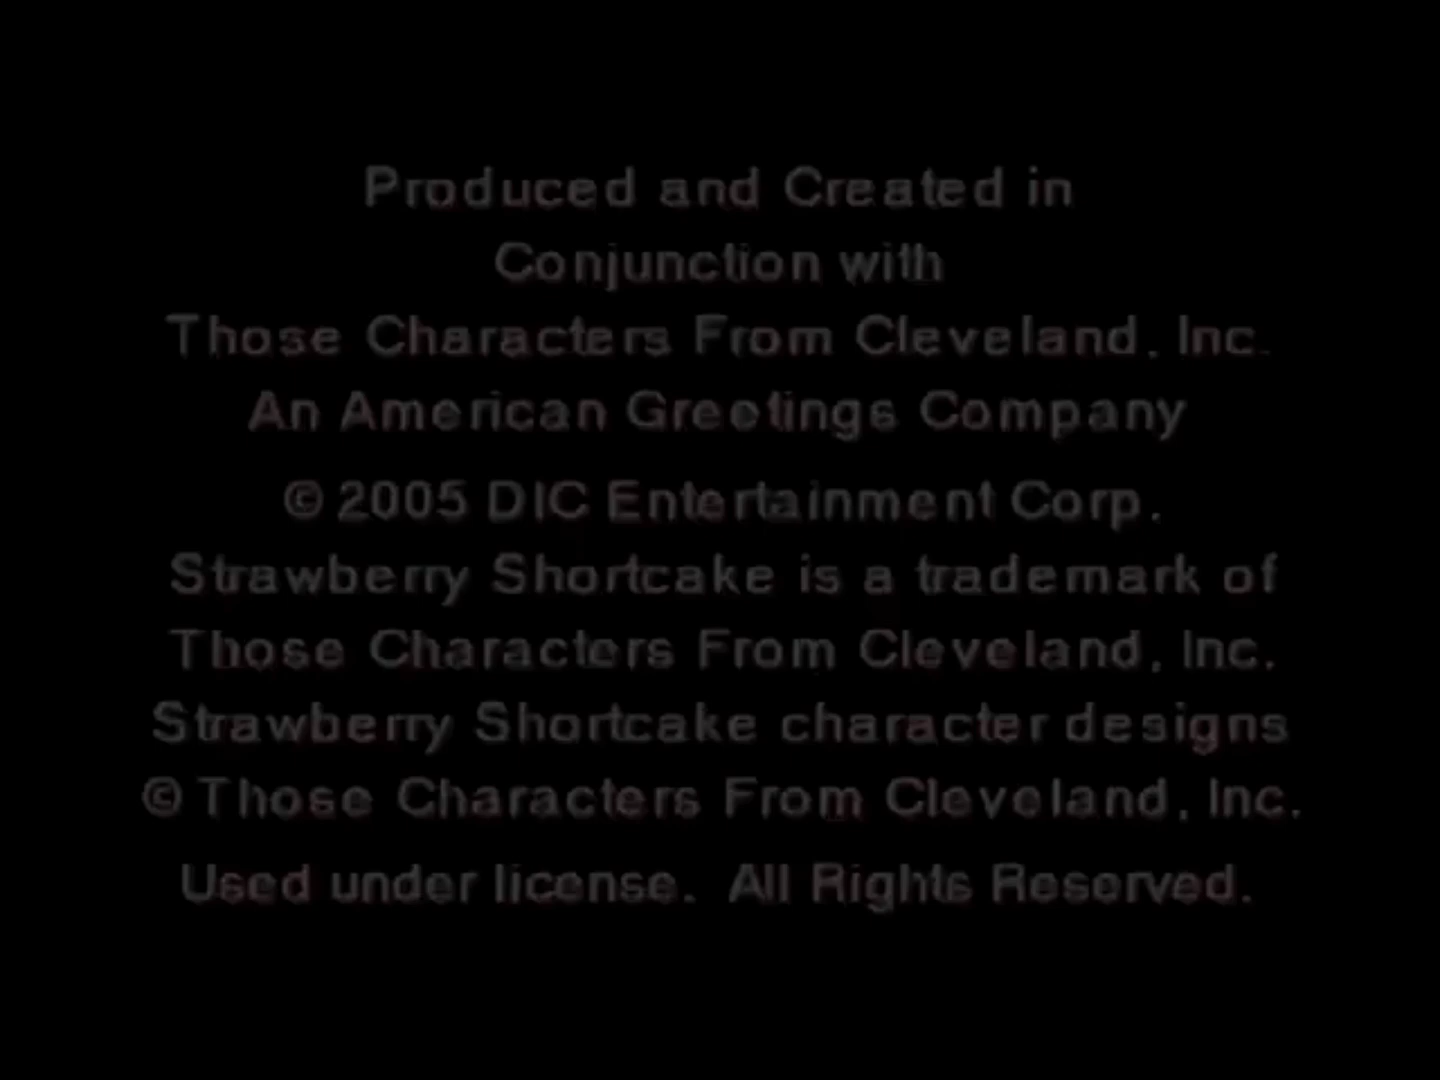 Produced and Created in
Conjunction with
Those Characters From Cleveland, Inc.
An American Greetings Company
© 2005 DIC Entertainment Corp.
Strawberry Shortcake is a trademark of
Those Characters From Cleveland, Inc.
Strawberry Shortcake character designs
© Those Characters From Cleveland, Inc.
Used under license.  All Rights Reserved.